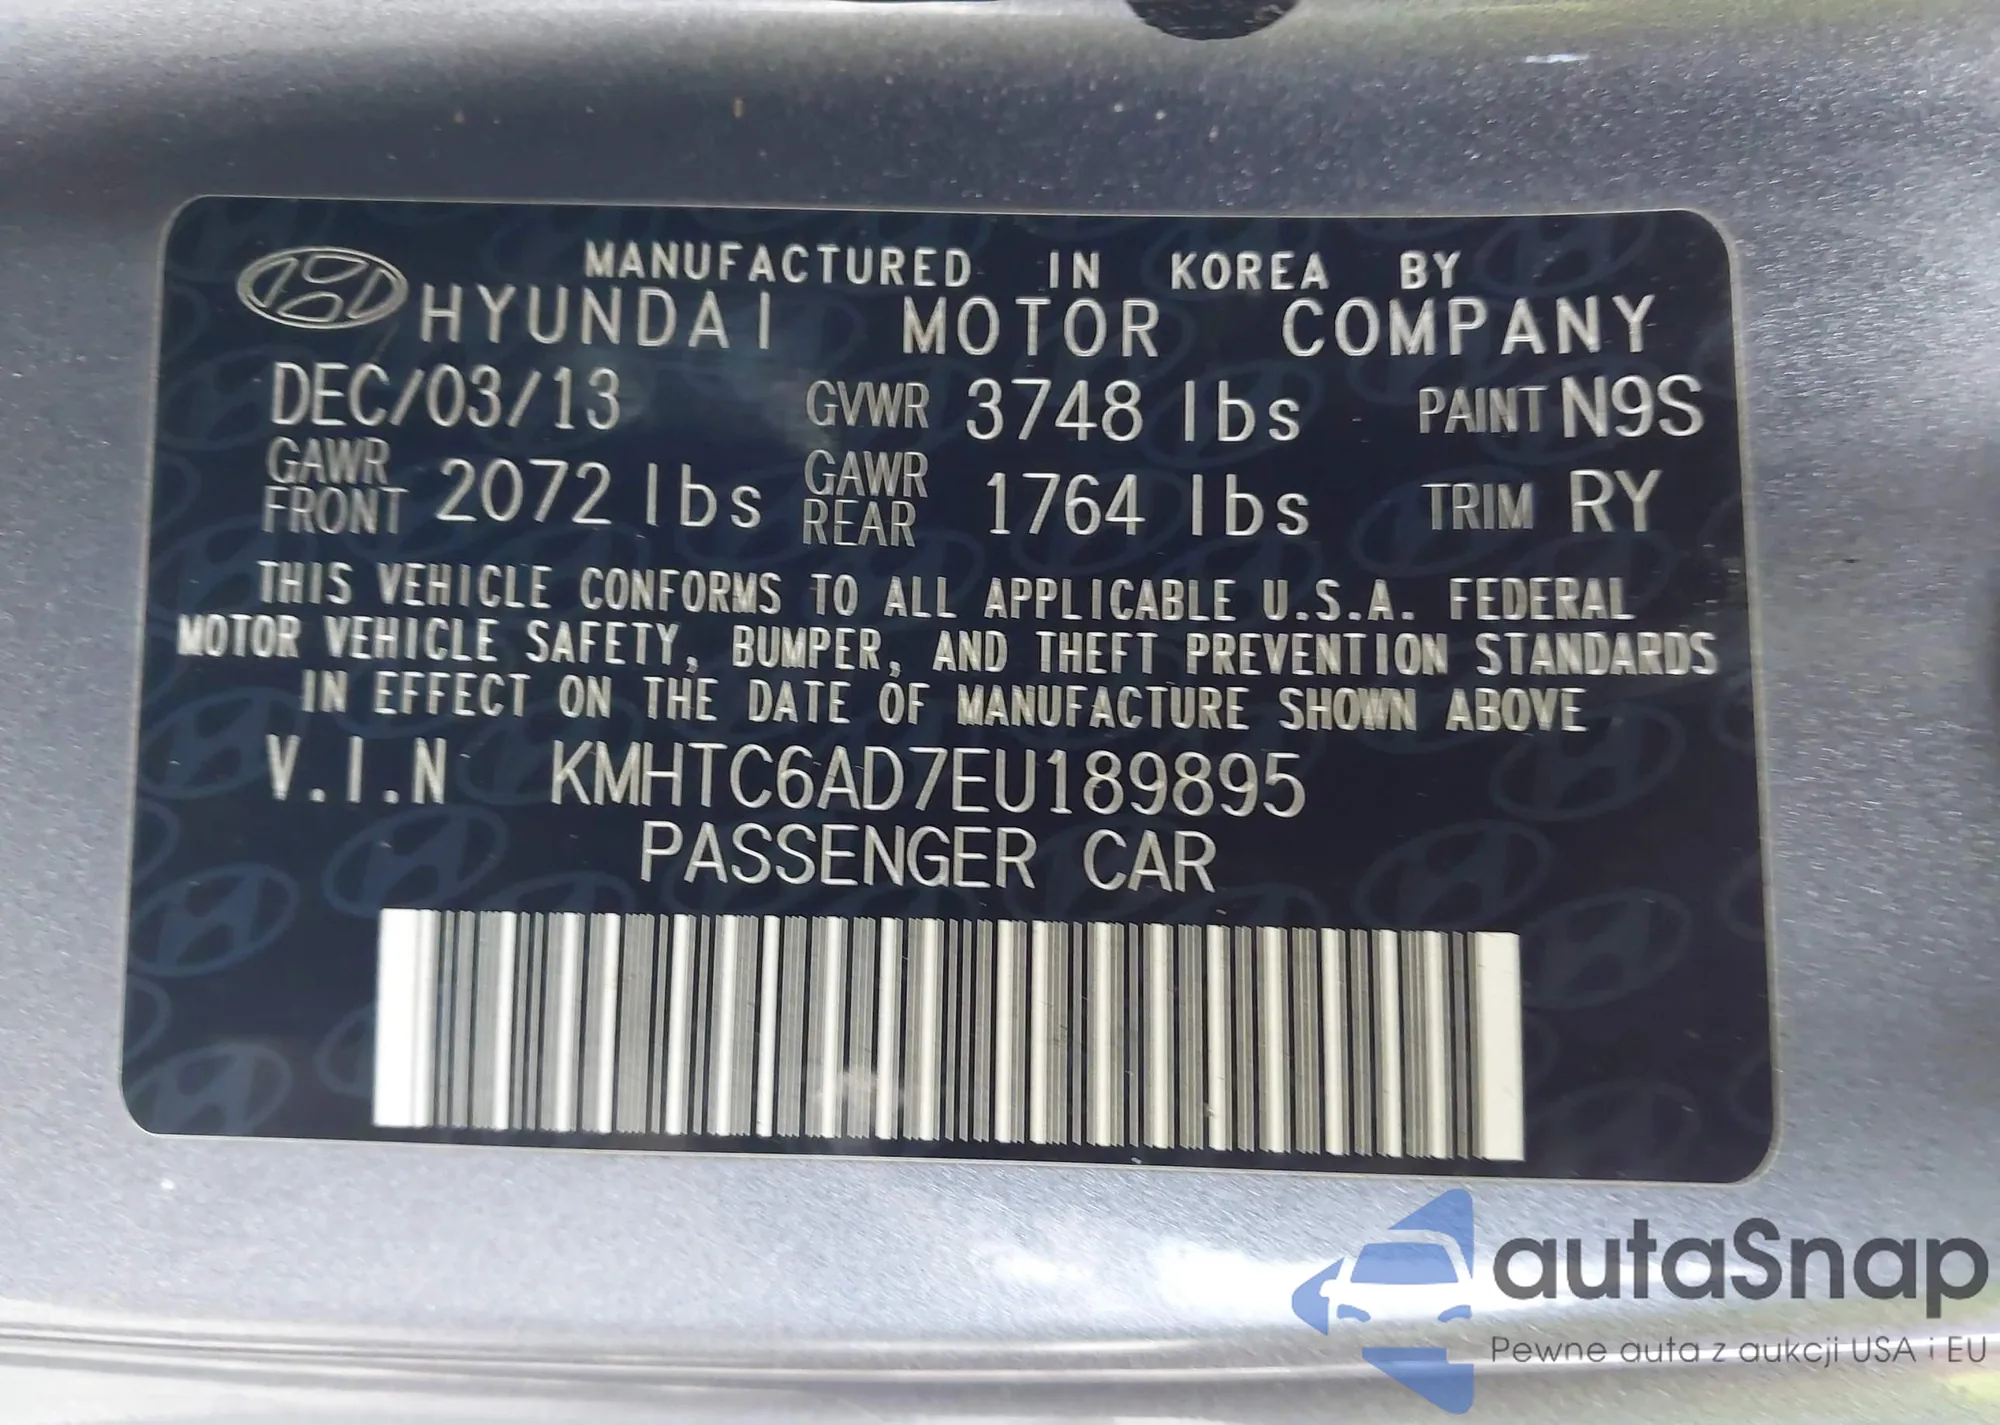 MANUFACTURED IN KOREA BY
HYUNDAI MOTOR COMPANY
DEC/03/13 GVWR 3748 lbs PAINT N9S
GAWR FRONT 2072 lbs GAWR REAR 1764 lbs TRIM RY
THIS VEHICLE CONFORMS TO ALL APPLICABLE U.S.A. FEDERAL
MOTOR VEHICLE SAFETY, BUMPER, AND THEFT PREVENTION STANDARDS
IN EFFECT ON THE DATE OF MANUFACTURE SHOWN ABOVE
V.I.N KMHTC6AD7EU189895
PASSENGER CAR
autaSnap
Pewne auta z aukcji USA i EU